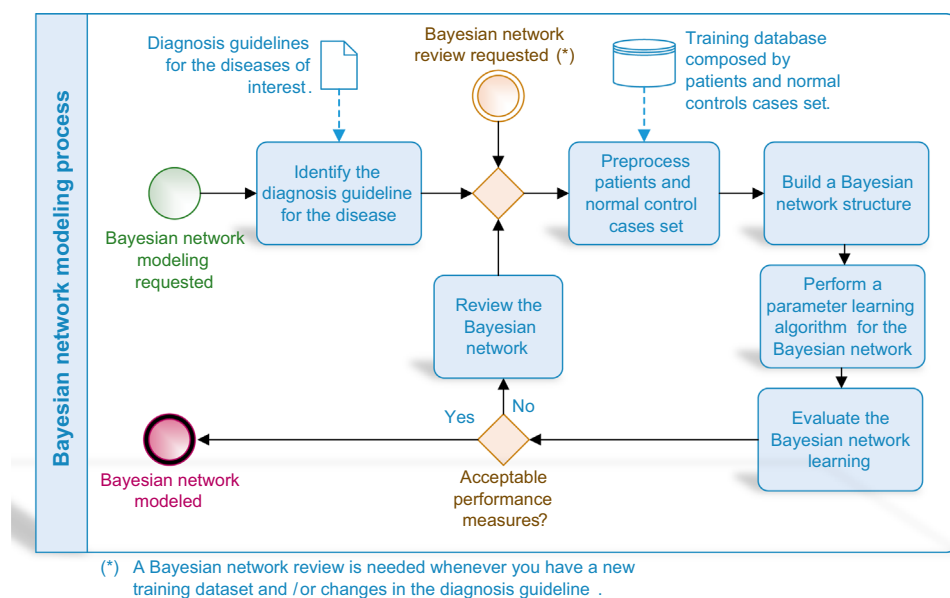 Bayesian network modeling process
Diagnosis guidelines
for the diseases of
interest.
Bayesian network
review requested (*)
Training database
composed by
patients and normal
controls cases set.
Bayesian network
modeling
requested
Identify the
diagnosis guideline
for the disease
Preprocess
patients and
normal control
cases set
Build a Bayesian
network structure
Perform a
parameter learning
algorithm for the
Bayesian network
Evaluate the
Bayesian network
learning
Review the
Bayesian
network
Yes
No
Acceptable
performance
measures?
Bayesian network
modeled
(*) A Bayesian network review is needed whenever you have a new
training dataset and /or changes in the diagnosis guideline .